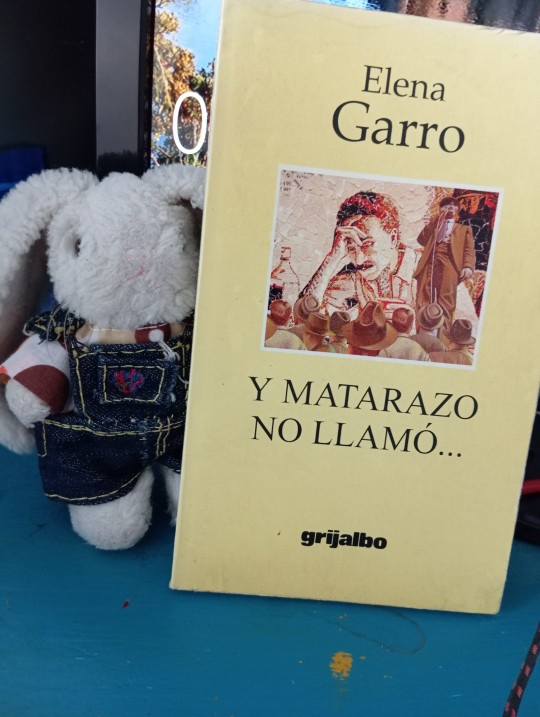 Elena
Garro
Y MATARAZO
NO LLAMÓ...
grijalbo